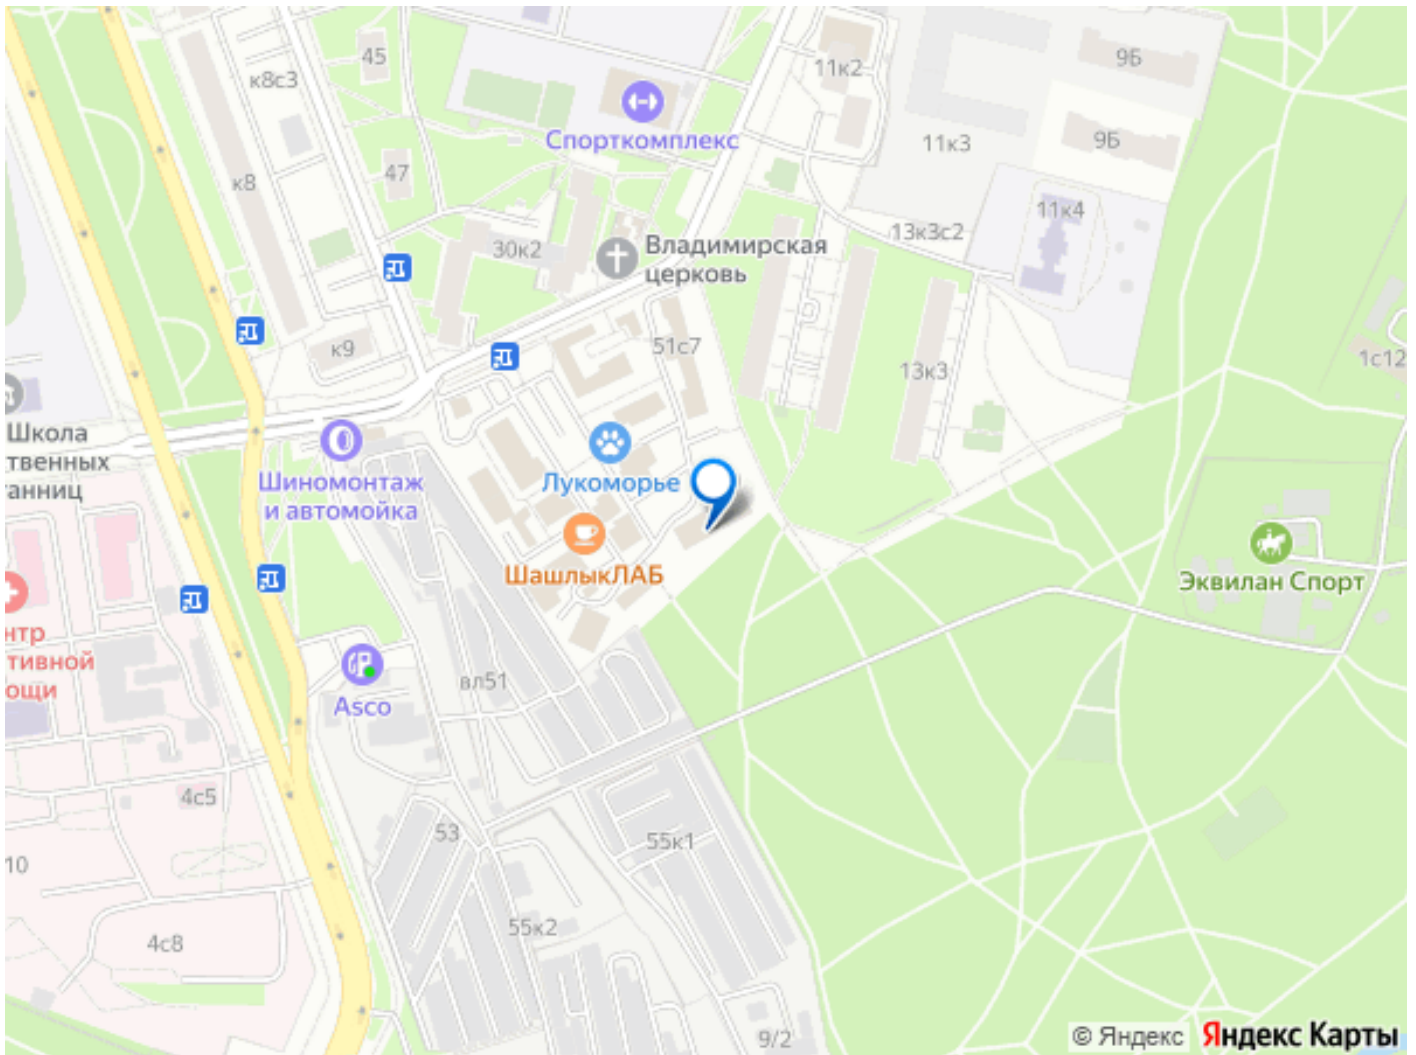 45
9Б
11к2
к8с3
Спорткомплекс
11к3
9Б
47
к8
11к4
30к2
Владимирская
церковь
13к3с2
к9
51с7
1с12
13к3
Школа
твенных
танниц
Шиномонтаж
и автомойка
Лукоморье
ШашлыкЛАБ
Эквилан Спорт
нтр
тивной
ощи
вл51
Asco
4с5
53
55к1
10
55к2
4с8
9/2
© Яндекс
Яндекс Карты